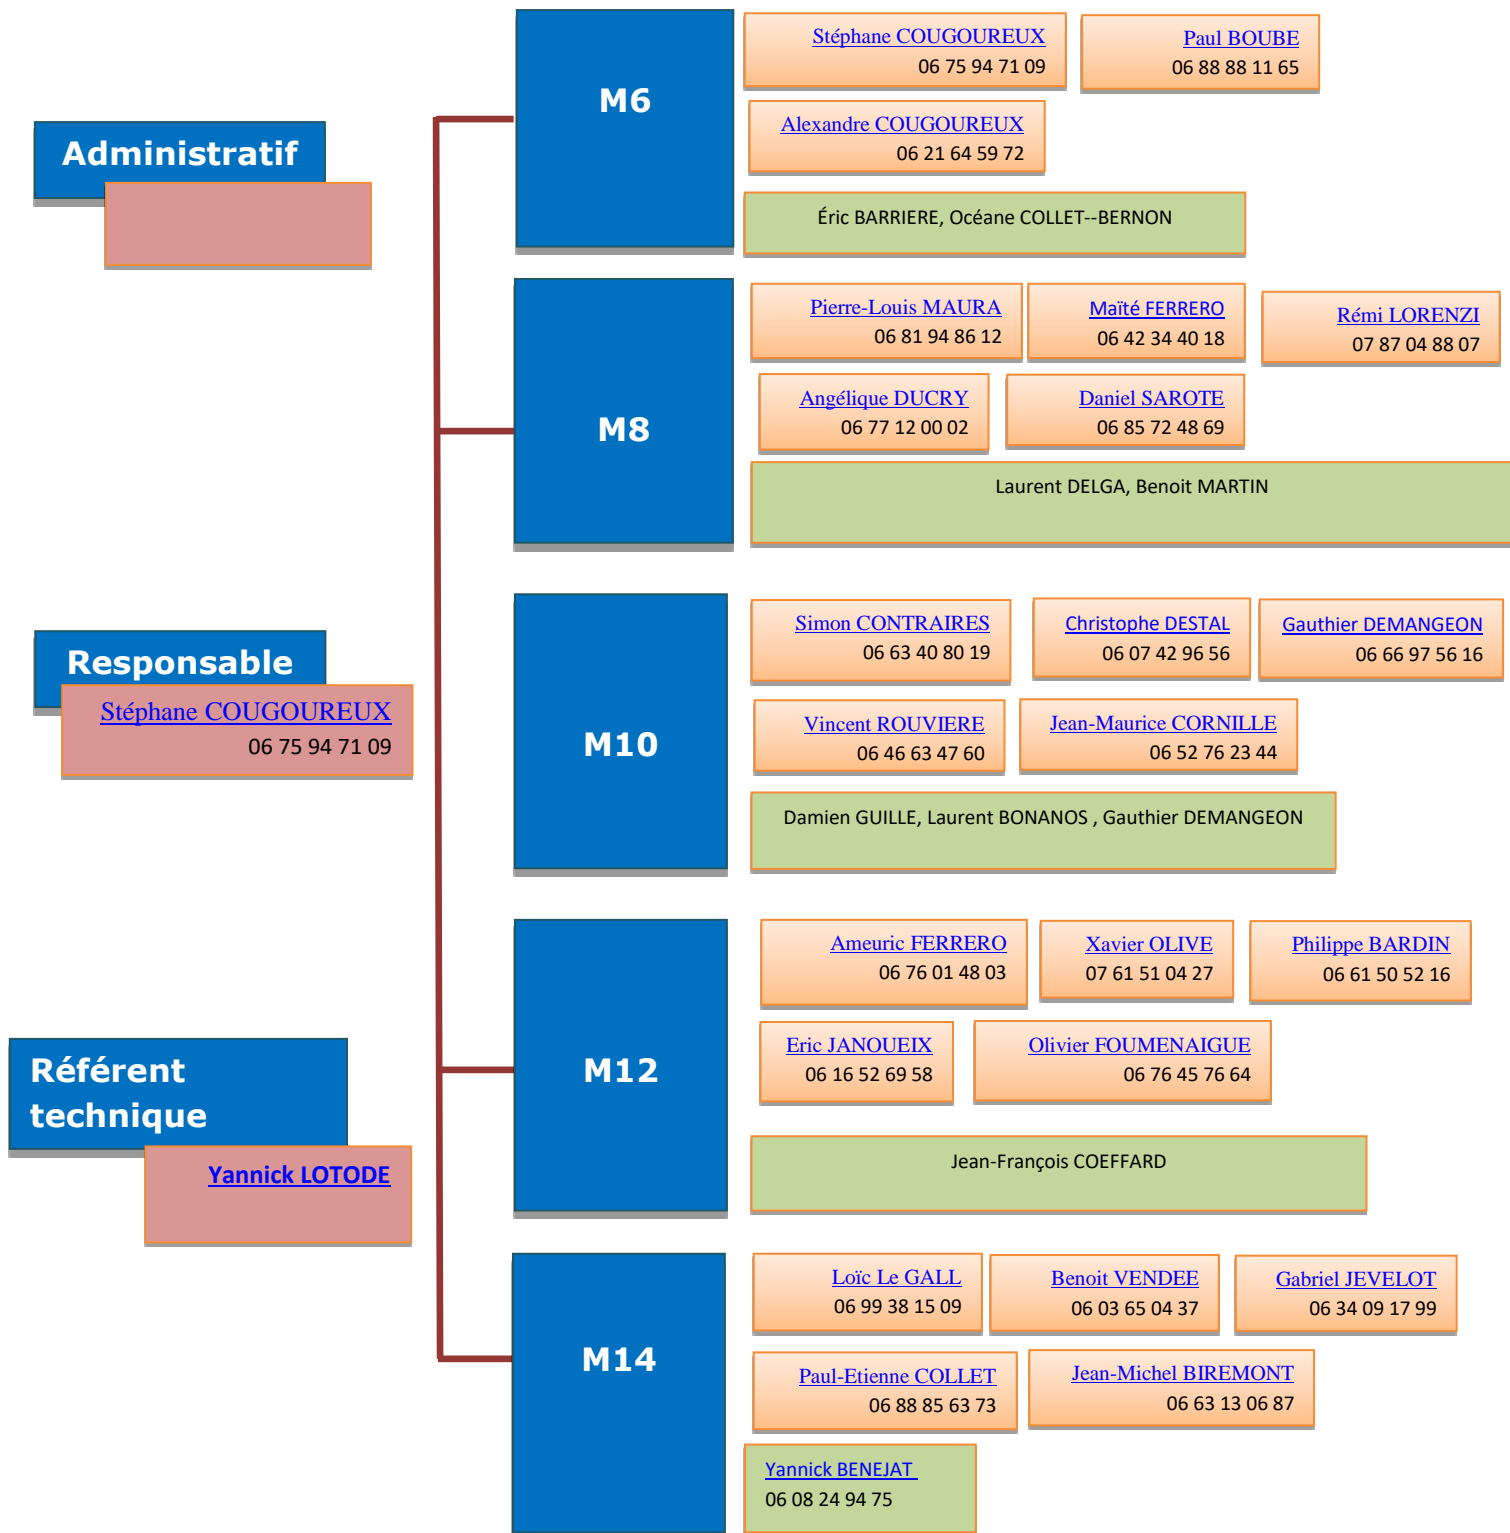 Administratif
Responsable
Stéphane COUGOUREUX
06 75 94 71 09
Référent
technique
Yannick LOTODE
M6
Stéphane COUGOUREUX
06 75 94 71 09
Paul BOUBE
06 88 88 11 65
Alexandre COUGOUREUX
06 21 64 59 72
Éric BARRIERE, Océane COLLET--BERNON
M8
Pierre-Louis MAURA
06 81 94 86 12
Maïté FERRERO
06 42 34 40 18
Rémi LORENZI
07 87 04 88 07
Angélique DUCRY
06 77 12 00 02
Daniel SAROTE
06 85 72 48 69
Laurent DELGA, Benoit MARTIN
M10
Simon CONTRAIRES
06 63 40 80 19
Christophe DESTAL
06 07 42 96 56
Gauthier DEMANGEON
06 66 97 56 16
Vincent ROUVIERE
06 46 63 47 60
Jean-Maurice CORNILLE
06 52 76 23 44
Damien GUILLE, Laurent BONANOS , Gauthier DEMANGEON
M12
Ameuric FERRERO
06 76 01 48 03
Xavier OLIVE
07 61 51 04 27
Philippe BARDIN
06 61 50 52 16
Eric JANOUEIX
06 16 52 69 58
Olivier FOUMENAIGUE
06 76 45 76 64
Jean-François COEFFARD
M14
Loïc Le GALL
06 99 38 15 09
Benoit VENDEE
06 03 65 04 37
Gabriel JEVELOT
06 34 09 17 99
Paul-Etienne COLLET
06 88 85 63 73
Jean-Michel BIREMONT
06 63 13 06 87
Yannick BENEJAT
06 08 24 94 75